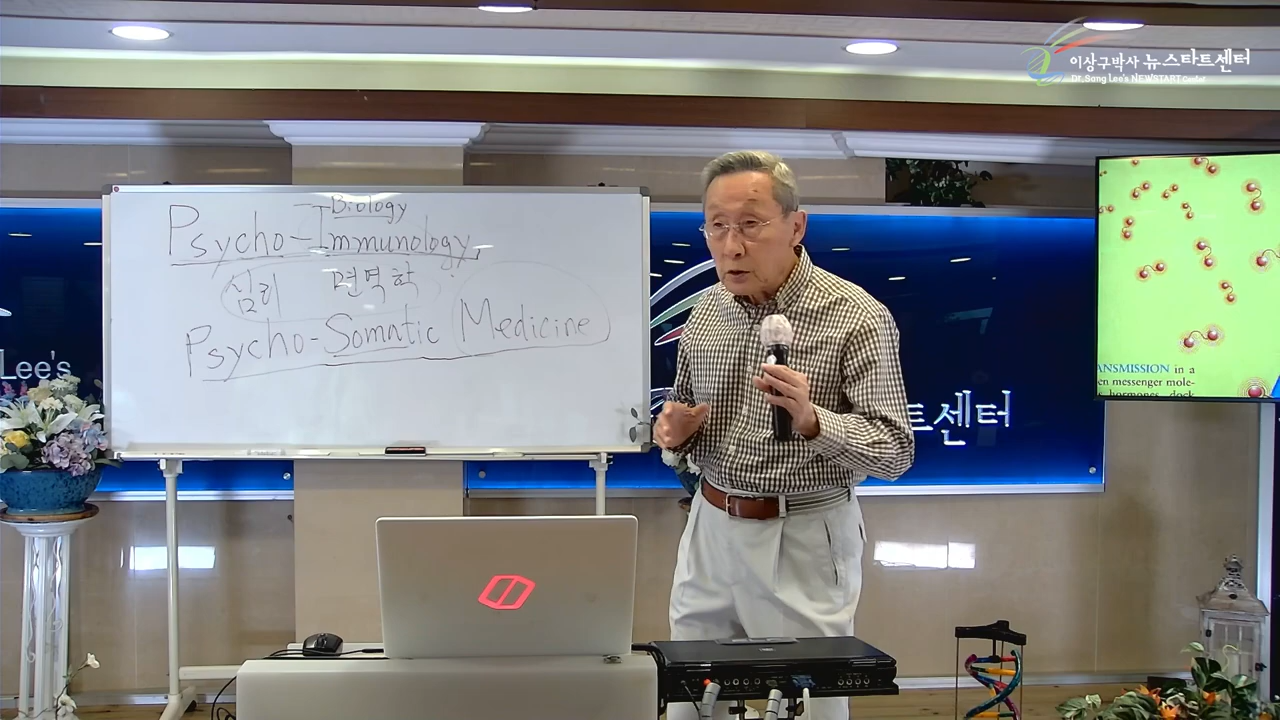 이상구박사 뉴스타트센터
Dr. Sang Lee's NEWSTART Center
Biology
Psycho-Immunology
심리 면역학
Psycho-Somatic Medicine
Lee's
트센터
ANSMISSION in a
en messenger mole-
hormones, dock